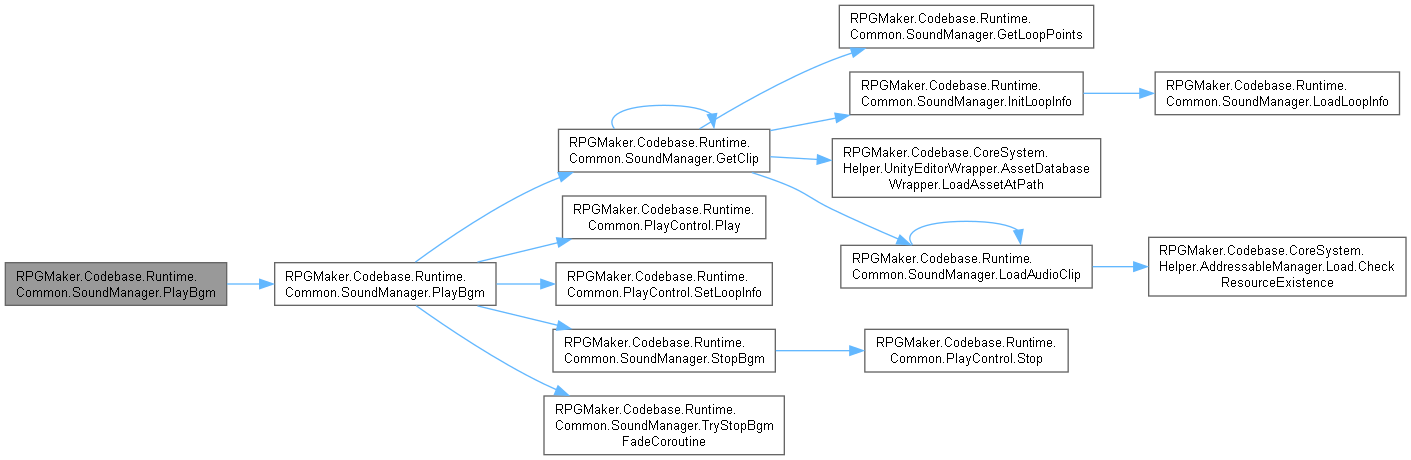 RPGMaker.Codebase.Runtime.
Common.SoundManager.PlayBgm
RPGMaker.Codebase.Runtime.
Common.SoundManager.PlayBgm
RPGMaker.Codebase.Runtime.
Common.SoundManager.GetClip
RPGMaker.Codebase.Runtime.
Common.SoundManager.GetLoopPoints
RPGMaker.Codebase.Runtime.
Common.SoundManager.InitLoopInfo
RPGMaker.Codebase.Runtime.
Common.SoundManager.LoadLoopInfo
RPGMaker.Codebase.CoreSystem.
Helper.UnityEditorWrapper.AssetDatabase
Wrapper.LoadAssetAtPath
RPGMaker.Codebase.Runtime.
Common.SoundManager.LoadAudioClip
RPGMaker.Codebase.CoreSystem.
Helper.AddressableManager.Load.Check
ResourceExistence
RPGMaker.Codebase.Runtime.
Common.PlayControl.Play
RPGMaker.Codebase.Runtime.
Common.PlayControl.SetLoopInfo
RPGMaker.Codebase.Runtime.
Common.SoundManager.StopBgm
RPGMaker.Codebase.Runtime.
Common.PlayControl.Stop
RPGMaker.Codebase.Runtime.
Common.SoundManager.TryStopBgm
FadeCoroutine